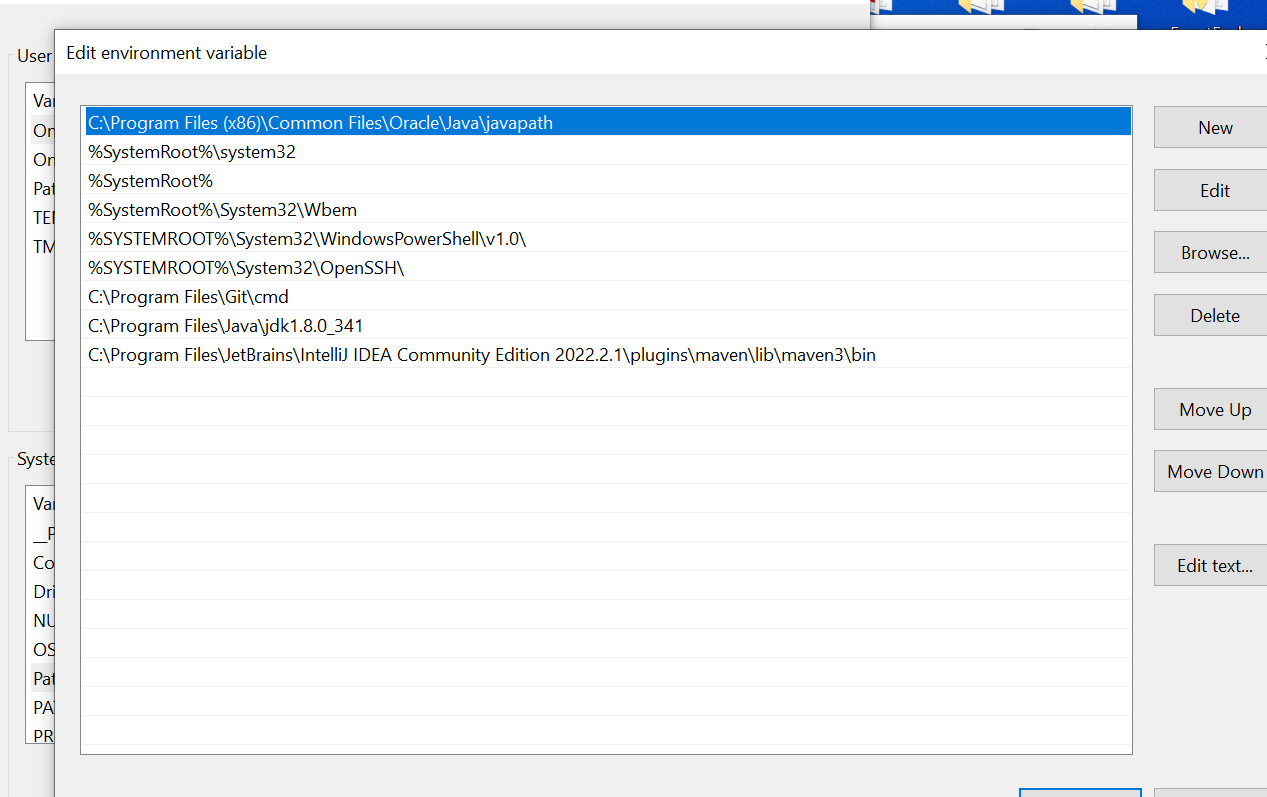 Edit environment variable
User
Var
On
On
Pat
TEM
TM
C:\Program Files (x86)\Common Files\Oracle\Java\javapath
%SystemRoot%\system32
%SystemRoot%
%SystemRoot%\System32\Wbem
%SYSTEMROOT%\System32\WindowsPowerShell\v1.0\
%SYSTEMROOT%\System32\OpenSSH\
C:\Program Files\Git\cmd
C:\Program Files\Java\jdk1.8.0_341
C:\Program Files\JetBrains\IntelliJ IDEA Community Edition 2022.2.1\plugins\maven\lib\maven3\bin
New
Edit
Browse...
Delete
Move Up
Move Down
Edit text...
Syste
Var
__P
Co
Dri
NU
OS
Pat
PA
PR